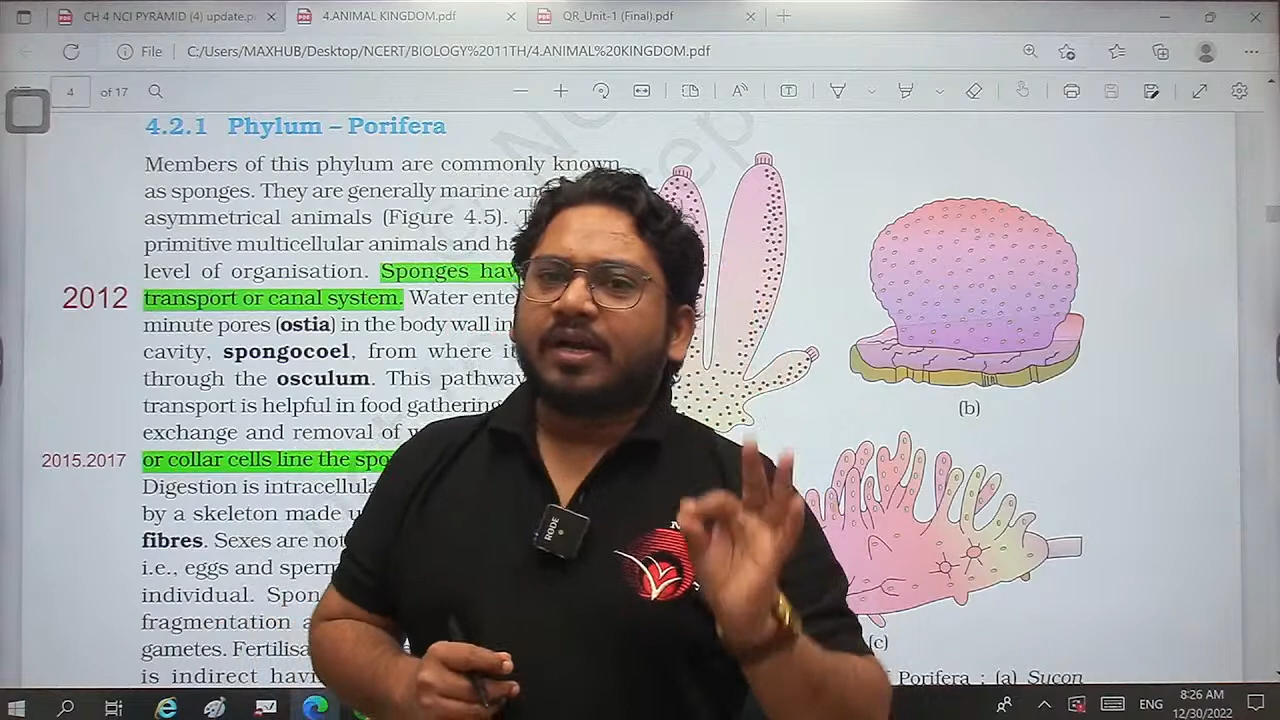 CH 4 NCI PYRAMID (4) update.p
4.ANIMAL KINGDOM.pdf
QR_Unit-1 (Final).pdf
File
C:/Users/MAXHUB/Desktop/NCERT/BIOLOGY%2011TH/4.ANIMAL%20KINGDOM.pdf
4 of 17
4.2.1 Phylum – Porifera
Members of this phylum are commonly known
as sponges. They are generally marine an
asymmetrical animals (Figure 4.5). T
primitive multicellular animals and h
level of organisation. Sponges hav
2012 transport or canal system. Water ente
minute pores (ostia) in the body wall in
cavity, spongocoel, from where i
through the osculum. This pathway
transport is helpful in food gathering
exchange and removal of
2015.2017 or collar cells line the spo
Digestion is intracellula
by a skeleton made u
fibres. Sexes are not
i.e., eggs and sperm
individual. Spon
fragmentation a
gametes. Fertilisa
is indirect havi
(b)
(c)
Porifera : (a) Sycon
RODE
ENG
8:26 AM
12/30/2022